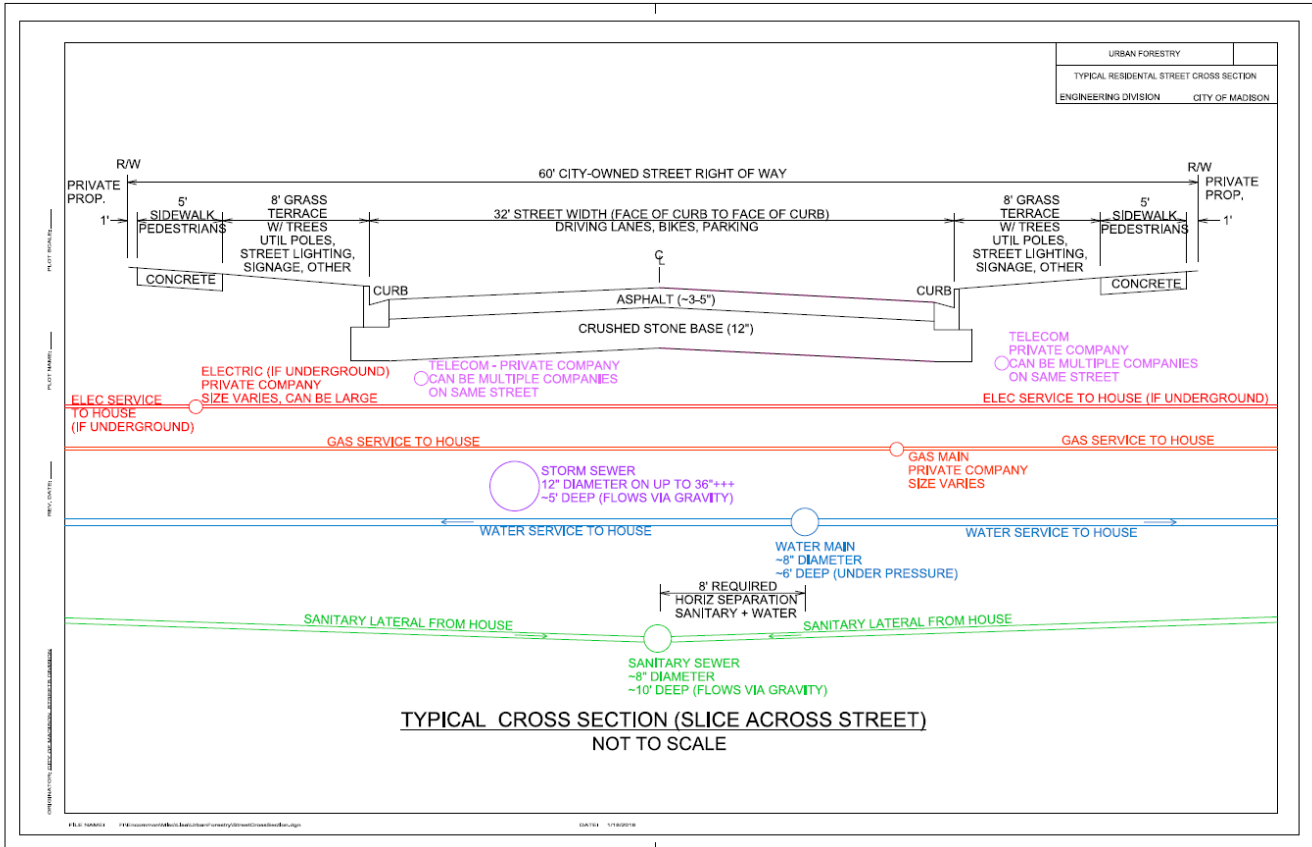 URBAN FORESTRY
TYPICAL RESIDENTAL STREET CROSS SECTION
ENGINEERING DIVISION CITY OF MADISON
R/W
R/W
60' CITY-OWNED STREET RIGHT OF WAY
PRIVATE
PROP.
PRIVATE
PROP.
1'
5'
SIDEWALK
PEDESTRIANS
8' GRASS
TERRACE
W/ TREES
UTIL POLES,
STREET LIGHTING,
SIGNAGE, OTHER
32' STREET WIDTH (FACE OF CURB TO FACE OF CURB)
DRIVING LANES, BIKES, PARKING
8' GRASS
TERRACE
W/ TREES
UTIL POLES,
STREET LIGHTING,
SIGNAGE, OTHER
5'
SIDEWALK
PEDESTRIANS
1'
CL
CONCRETE
CURB
ASPHALT (~3-5")
CURB
CONCRETE
CRUSHED STONE BASE (12")
ELECTRIC (IF UNDERGROUND)
PRIVATE COMPANY
SIZE VARIES, CAN BE LARGE
TELECOM - PRIVATE COMPANY
CAN BE MULTIPLE COMPANIES
ON SAME STREET
TELECOM
PRIVATE COMPANY
CAN BE MULTIPLE COMPANIES
ON SAME STREET
ELEC SERVICE
TO HOUSE
(IF UNDERGROUND)
ELEC SERVICE TO HOUSE (IF UNDERGROUND)
GAS SERVICE TO HOUSE
GAS SERVICE TO HOUSE
GAS MAIN
PRIVATE COMPANY
SIZE VARIES
STORM SEWER
12" DIAMETER ON UP TO 36"+++
~5' DEEP (FLOWS VIA GRAVITY)
WATER SERVICE TO HOUSE
WATER SERVICE TO HOUSE
WATER MAIN
~8" DIAMETER
~6' DEEP (UNDER PRESSURE)
8' REQUIRED
HORIZ SEPARATION
SANITARY + WATER
SANITARY LATERAL FROM HOUSE
SANITARY LATERAL FROM HOUSE
SANITARY SEWER
~8" DIAMETER
~10' DEEP (FLOWS VIA GRAVITY)
TYPICAL CROSS SECTION (SLICE ACROSS STREET)
NOT TO SCALE
PLOT SCALE:
PLOT NAME:
REV. DATE:
FILE NAME:
DATE: